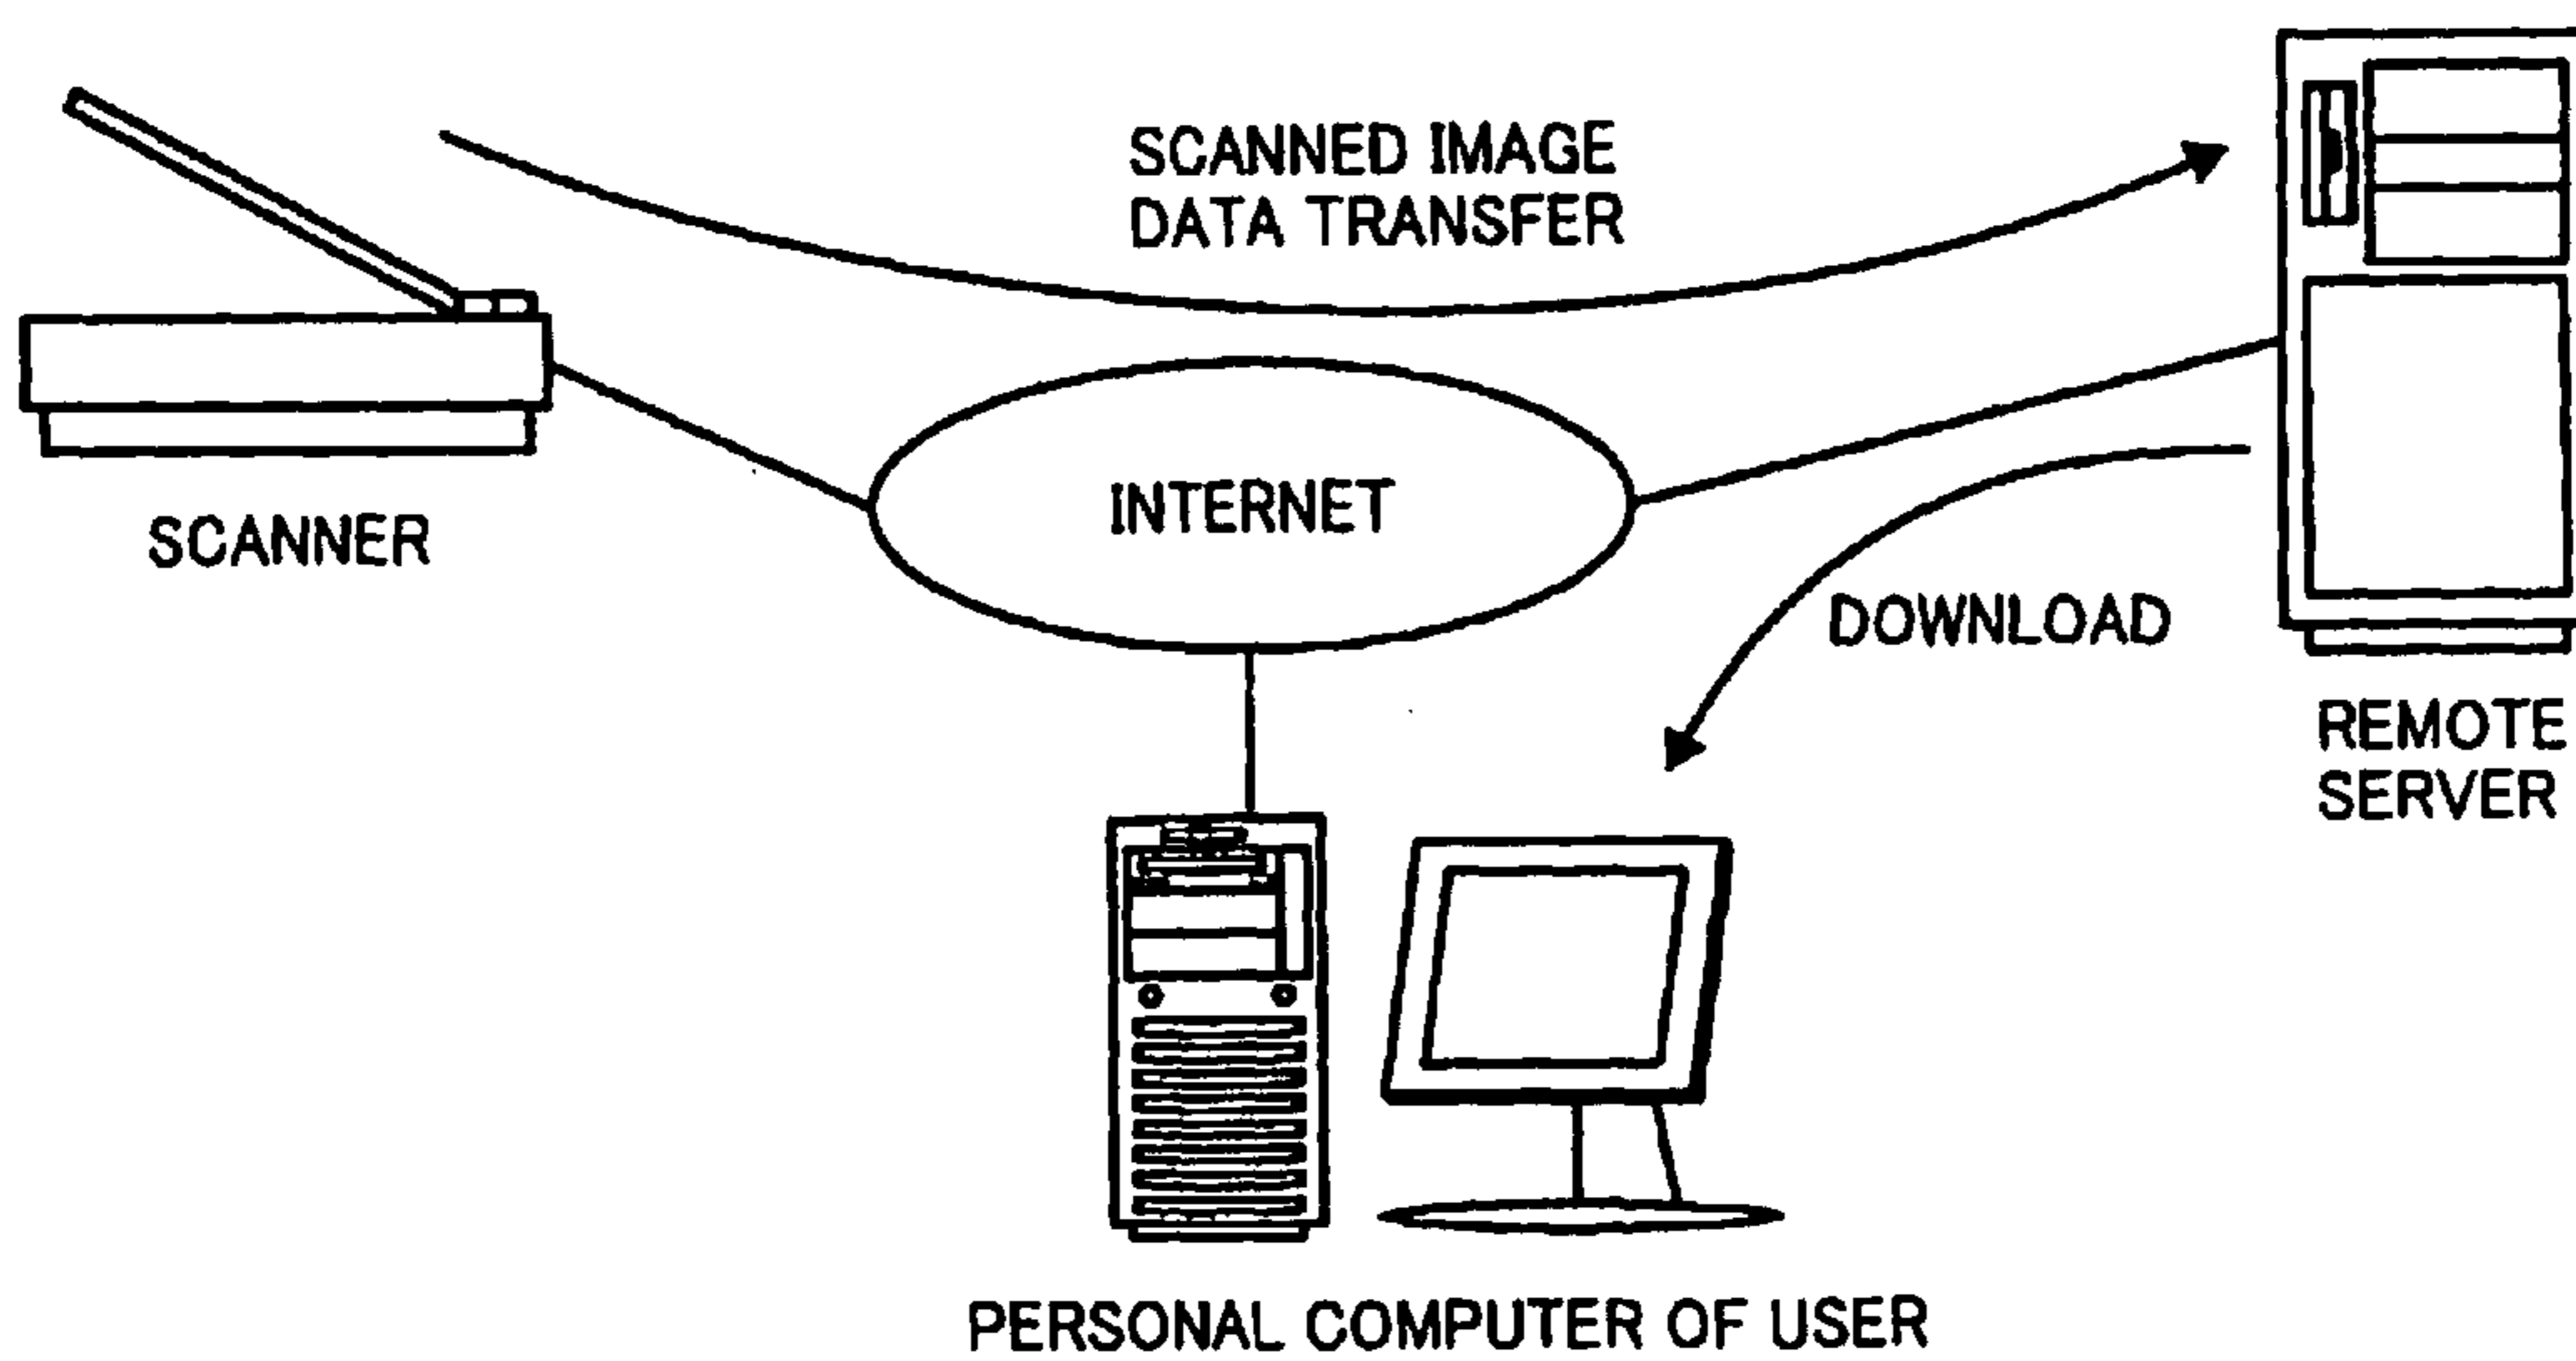 SCANNED IMAGE
DATA TRANSFER
SCANNER
INTERNET
DOWNLOAD
REMOTE
SERVER
PERSONAL COMPUTER OF USER